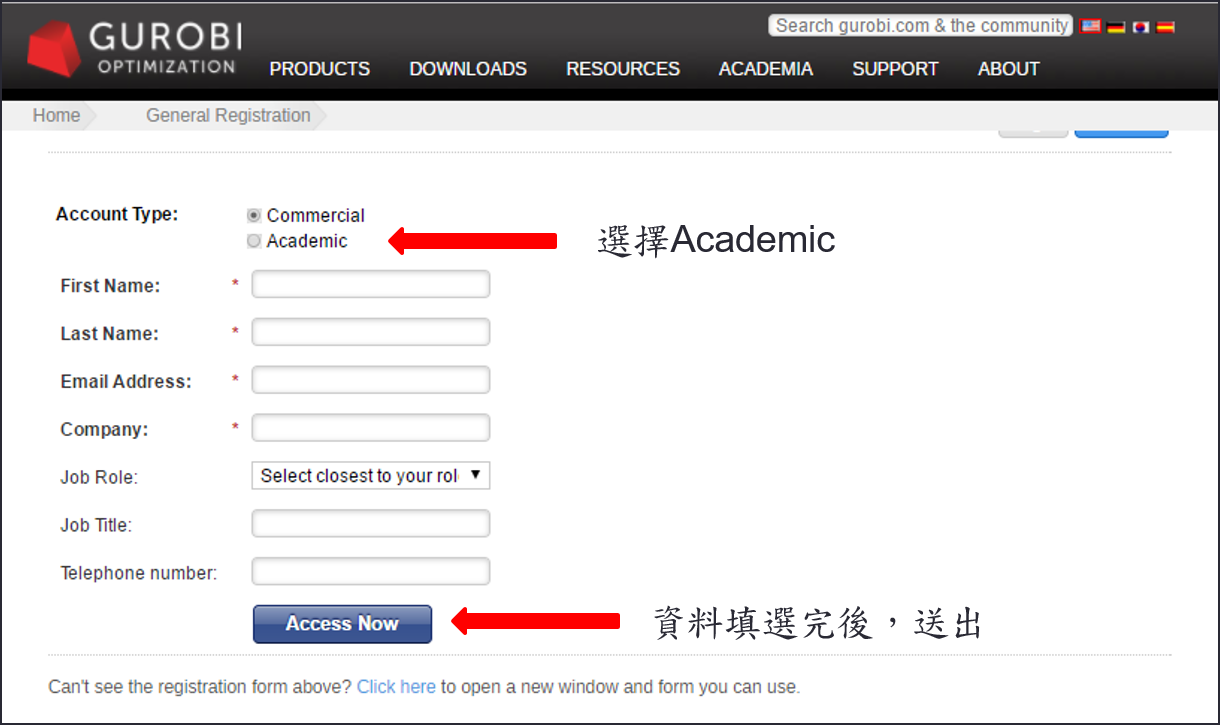 GUROBI
OPTIMIZATION
Search gurobi.com & the community
PRODUCTS DOWNLOADS RESOURCES ACADEMIA SUPPORT ABOUT
Home General Registration
Account Type: Commercial
Academic
選擇Academic
First Name: *
Last Name: *
Email Address: *
Company: *
Job Role: Select closest to your rol
Job Title:
Telephone number:
Access Now
資料填選完後，送出
Can't see the registration form above? Click here to open a new window and form you can use.